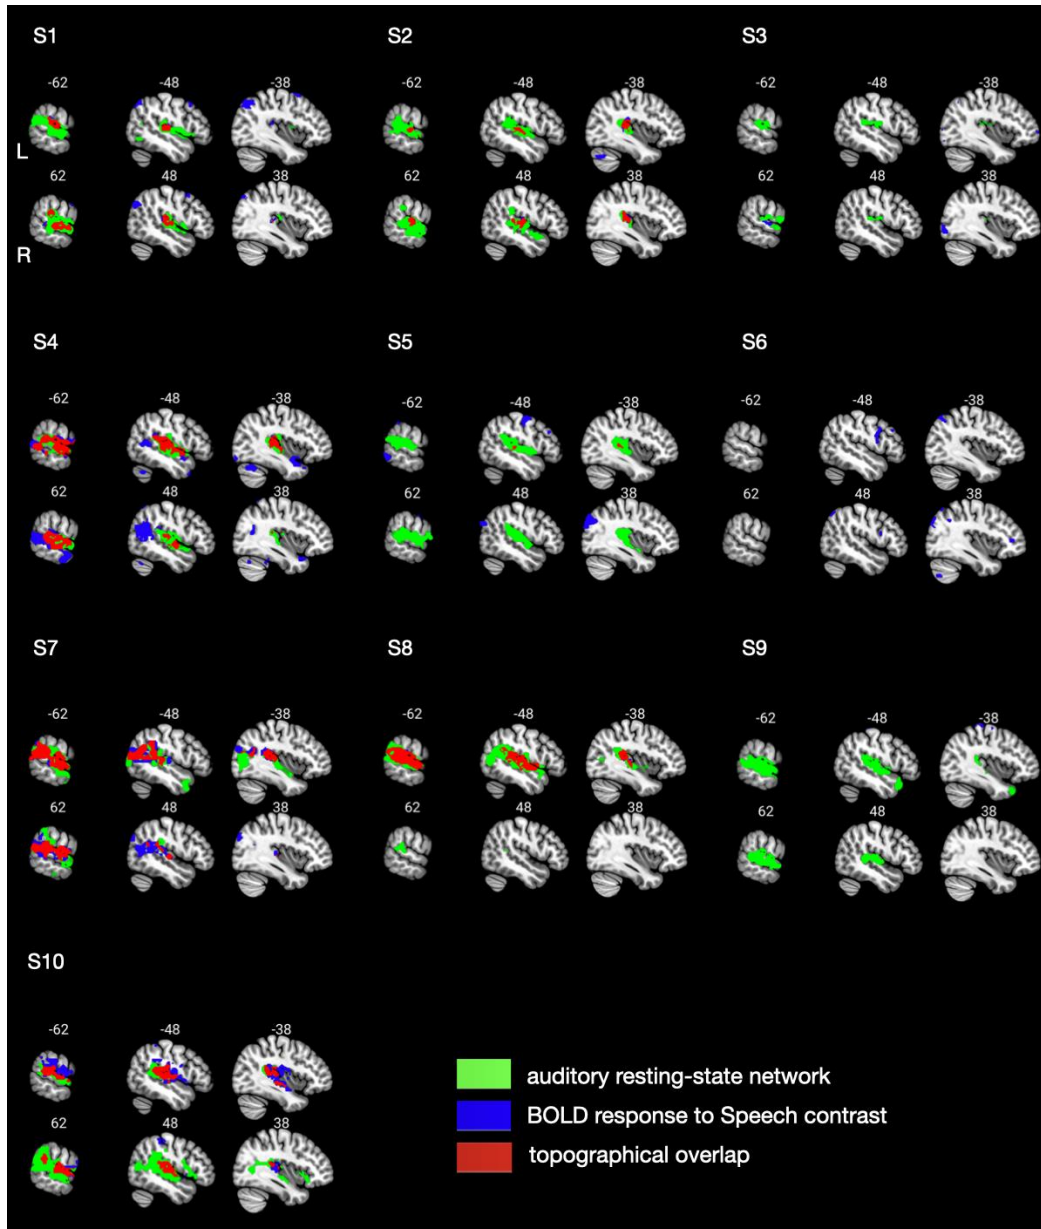 S1 S2 S3
-62 -48 -38 -62 -48 -38 -62 -48 -38
L
62 48 38 62 48 38 62 48 38
R
S4 S5 S6
-62 -48 -38 -62 -48 -38 -62 -48 -38
62 48 38 62 48 38 62 48 38
S7 S8 S9
-62 -48 -38 -62 -48 -38 -62 -48 -38
62 48 38 62 48 38 62 48 38
S10
-62 -48 -38
62 48 38
auditory resting-state network
BOLD response to Speech contrast
topographical overlap